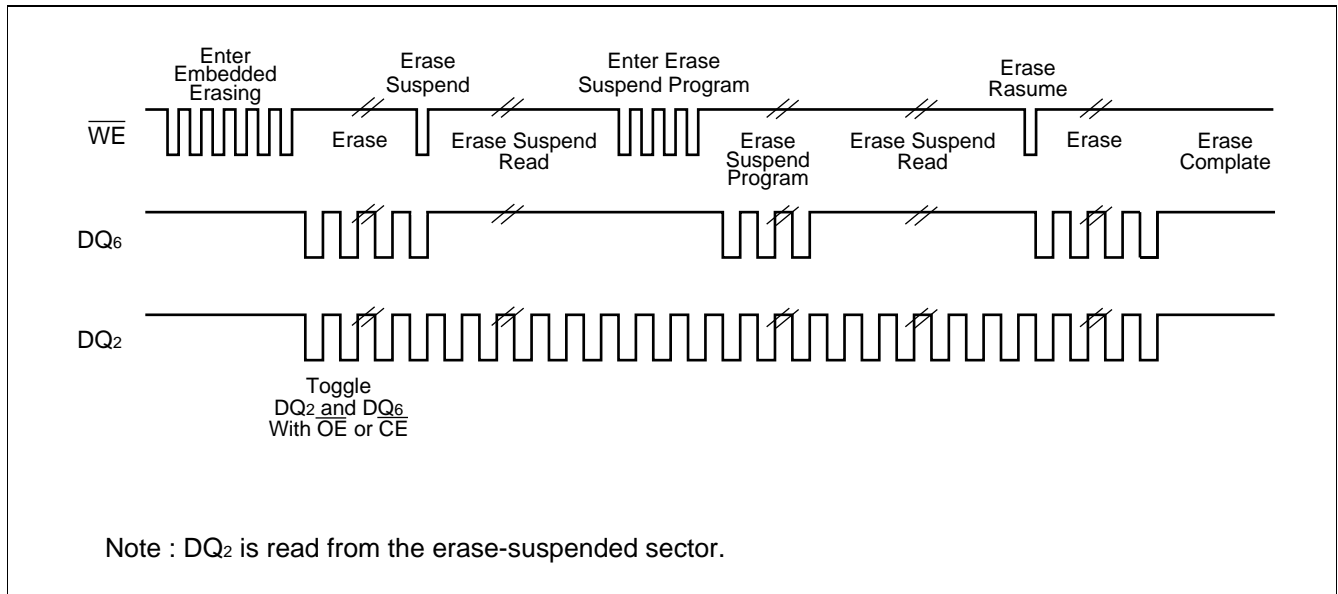 Enter
Embedded
Erasing
Erase
Suspend
Enter Erase
Suspend Program
Erase
Rasume
WE
Erase
Erase Suspend
Read
Erase
Suspend
Program
Erase Suspend
Read
Erase
Erase
Complate
DQ6
DQ2
Toggle
DQ2 and DQ6
With OE or CE
Note : DQ2 is read from the erase-suspended sector.